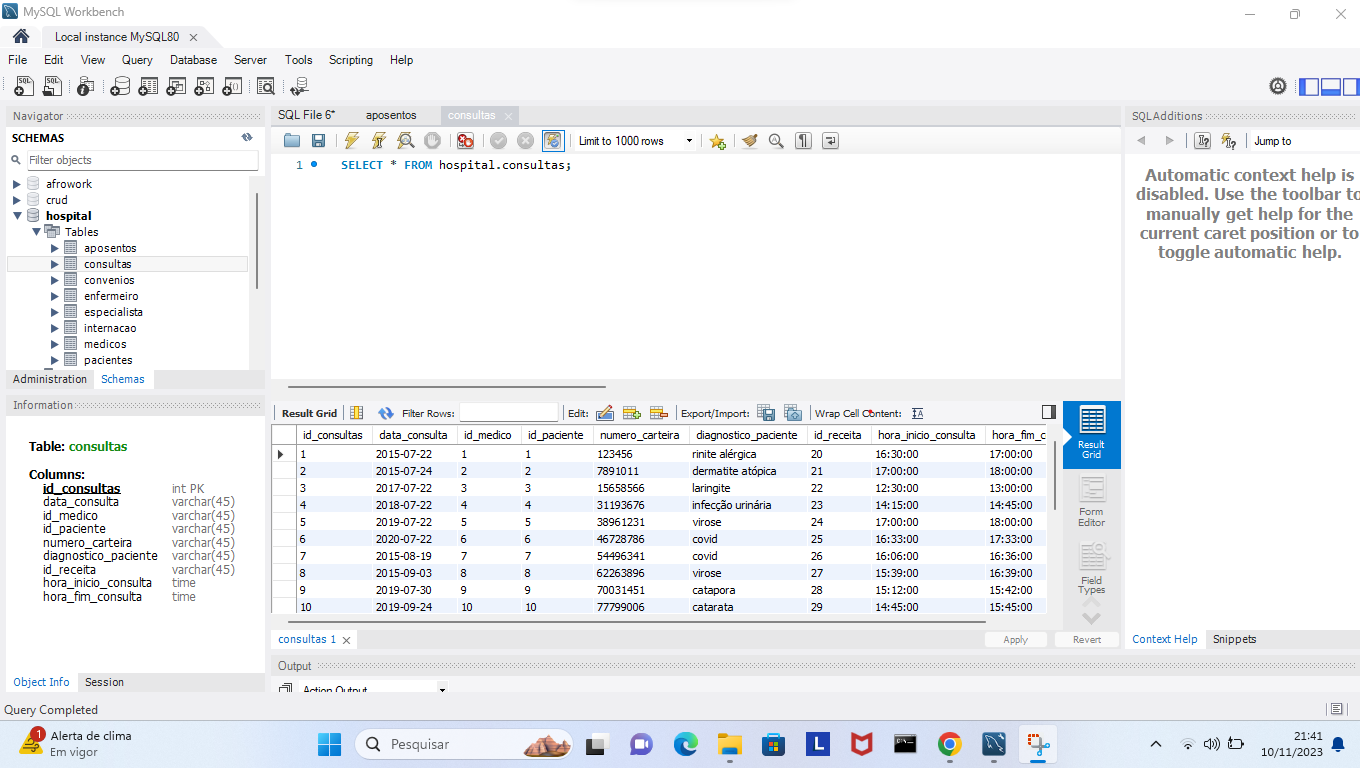 MySQL Workbench
Local instance MySQL80
File Edit View Query Database Server Tools Scripting Help
Navigator
SCHEMAS
Filter objects
afrowork
crud
hospital
Tables
aposentos
consultas
convenios
enfermeiro
especialista
internacao
medicos
pacientes
Administration Schemas
Information
Table: consultas
Columns:
id_consultas int PK
data_consulta varchar(45)
id_medico varchar(45)
id_paciente varchar(45)
numero_carteira varchar(45)
diagnostico_paciente varchar(45)
id_receita varchar(45)
hora_inicio_consulta time
hora_fim_consulta time
Object Info Session
SQL File 6* aposentos consultas
Limit to 1000 rows
1 SELECT * FROM hospital.consultas;
Result Grid Filter Rows: Edit: Export/Import: Wrap Cell Content:
id_consultas data_consulta id_medico id_paciente numero_carteira diagnostico_paciente id_receita hora_inicio_consulta hora_fim_c
1 2015-07-22 1 1 123456 rinite alérgica 20 16:30:00 17:00:00
2 2015-07-24 2 2 7891011 dermatite atópica 21 17:00:00 18:00:00
3 2017-07-22 3 3 15658566 laringite 22 12:30:00 13:00:00
4 2018-07-22 4 4 31193676 infecção urinária 23 14:15:00 14:45:00
5 2019-07-22 5 5 38961231 virose 24 17:00:00 18:00:00
6 2020-07-22 6 6 46728786 covid 25 16:33:00 17:33:00
7 2015-08-19 7 7 54496341 covid 26 16:06:00 16:36:00
8 2015-09-03 8 8 62263896 virose 27 15:39:00 16:39:00
9 2019-07-30 9 9 70031451 catapora 28 15:12:00 15:42:00
10 2019-09-24 10 10 77799006 catarata 29 14:45:00 15:45:00
Result
Grid
Form
Editor
Field
Types
consultas 1 Apply Revert
Output
Action Output
SQLAdditions
Jump to
Automatic context help is
disabled. Use the toolbar to
manually get help for the
current caret position or to
toggle automatic help.
Context Help Snippets
Query Completed
1
Alerta de clima
Em vigor
Pesquisar
21:41
10/11/2023